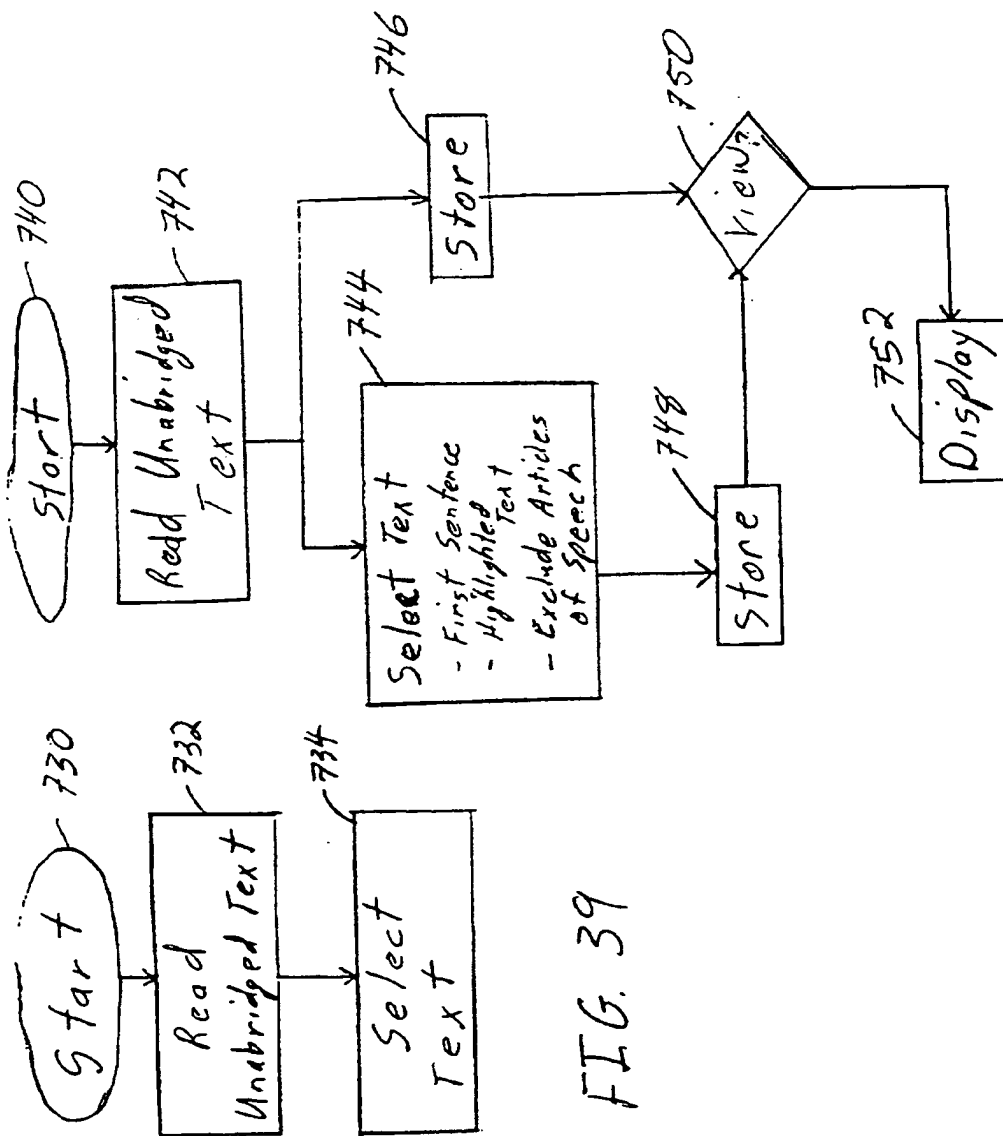 Start
730
Read
Unabridged Text
732
Select
Text
734
FIG. 39
Start
740
Read Unabridged
Text
742
Select Text
- First Sentence
- Highlighted
Text
- Exclude Articles
of Speech
744
Store
746
Store
748
View?
750
Display
752